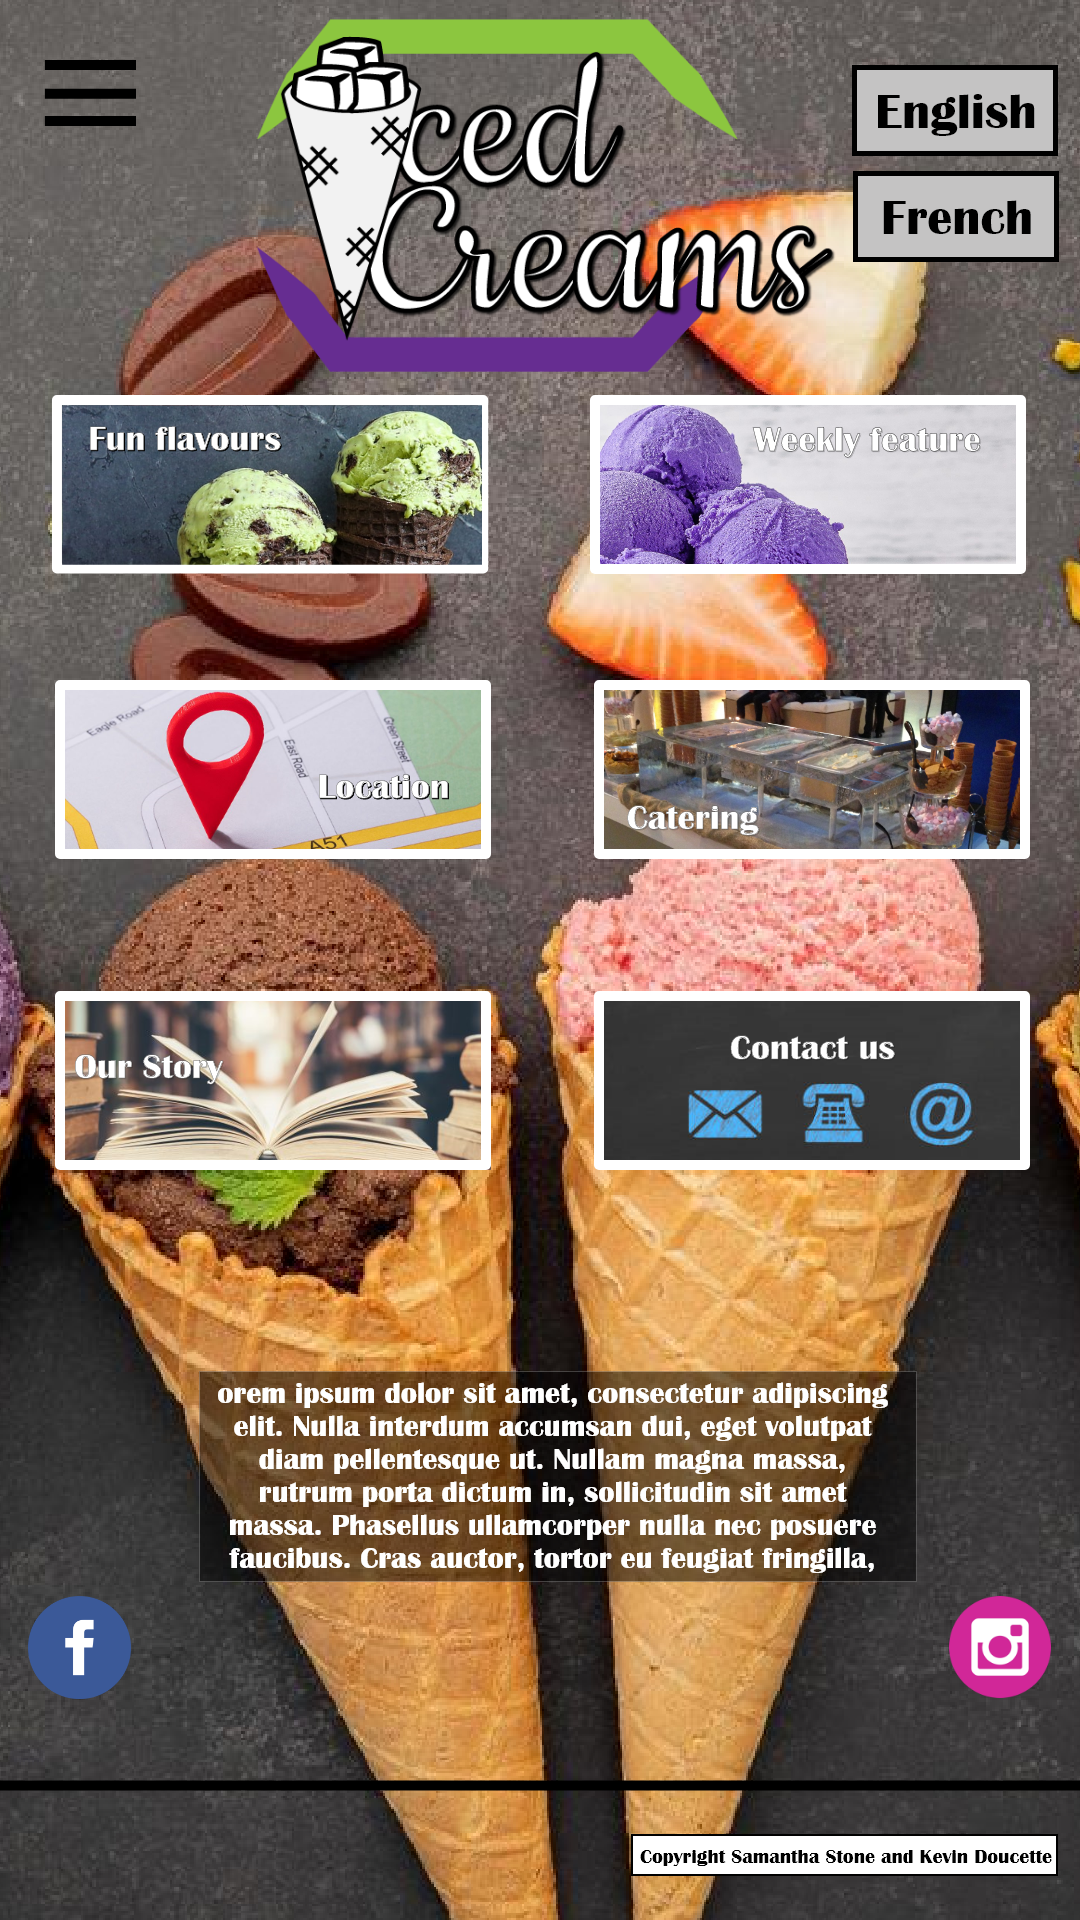 iced
Creams
English
French
Fun flavours
Weekly feature
Eagle Road
East Road
Green Street
Location
A51
Catering
Our Story
Contact us
@
orem ipsum dolor sit amet, consectetur adipiscing
elit. Nulla interdum accumsan dui, eget volutpat
diam pellentesque ut. Nullam magna massa,
rutrum porta dictum in, sollicitudin sit amet
massa. Phasellus ullamcorper nulla nec posuere
faucibus. Cras auctor, tortor eu feugiat fringilla,
f
Copyright Samantha Stone and Kevin Doucette